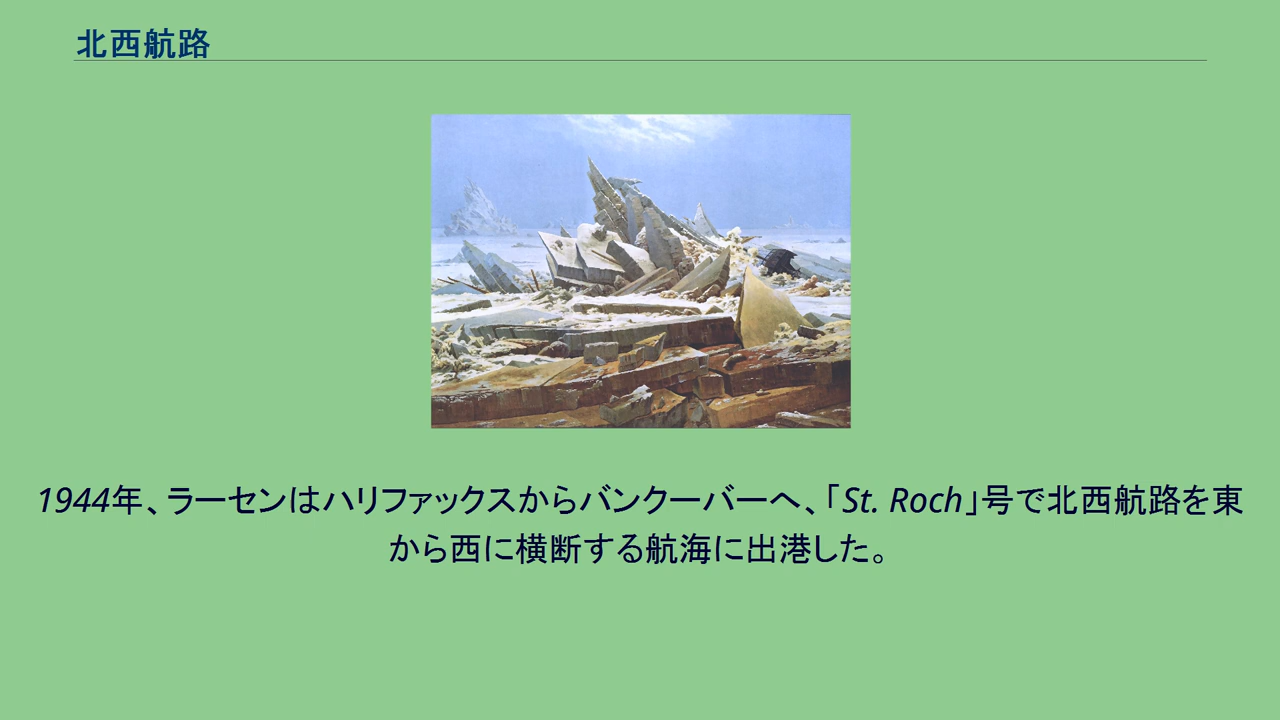 北西航路
1944年、ラーセンはハリファックスからバンクーバーへ、「St. Roch」号で北西航路を東
から西に横断する航海に出港した。